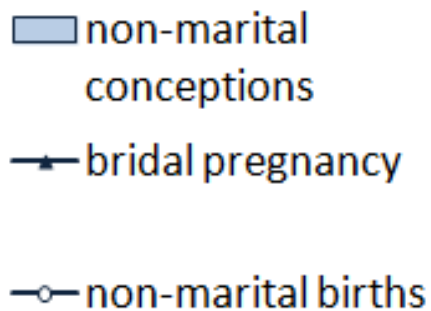 non-marital
conceptions
bridal pregnancy
non-marital births